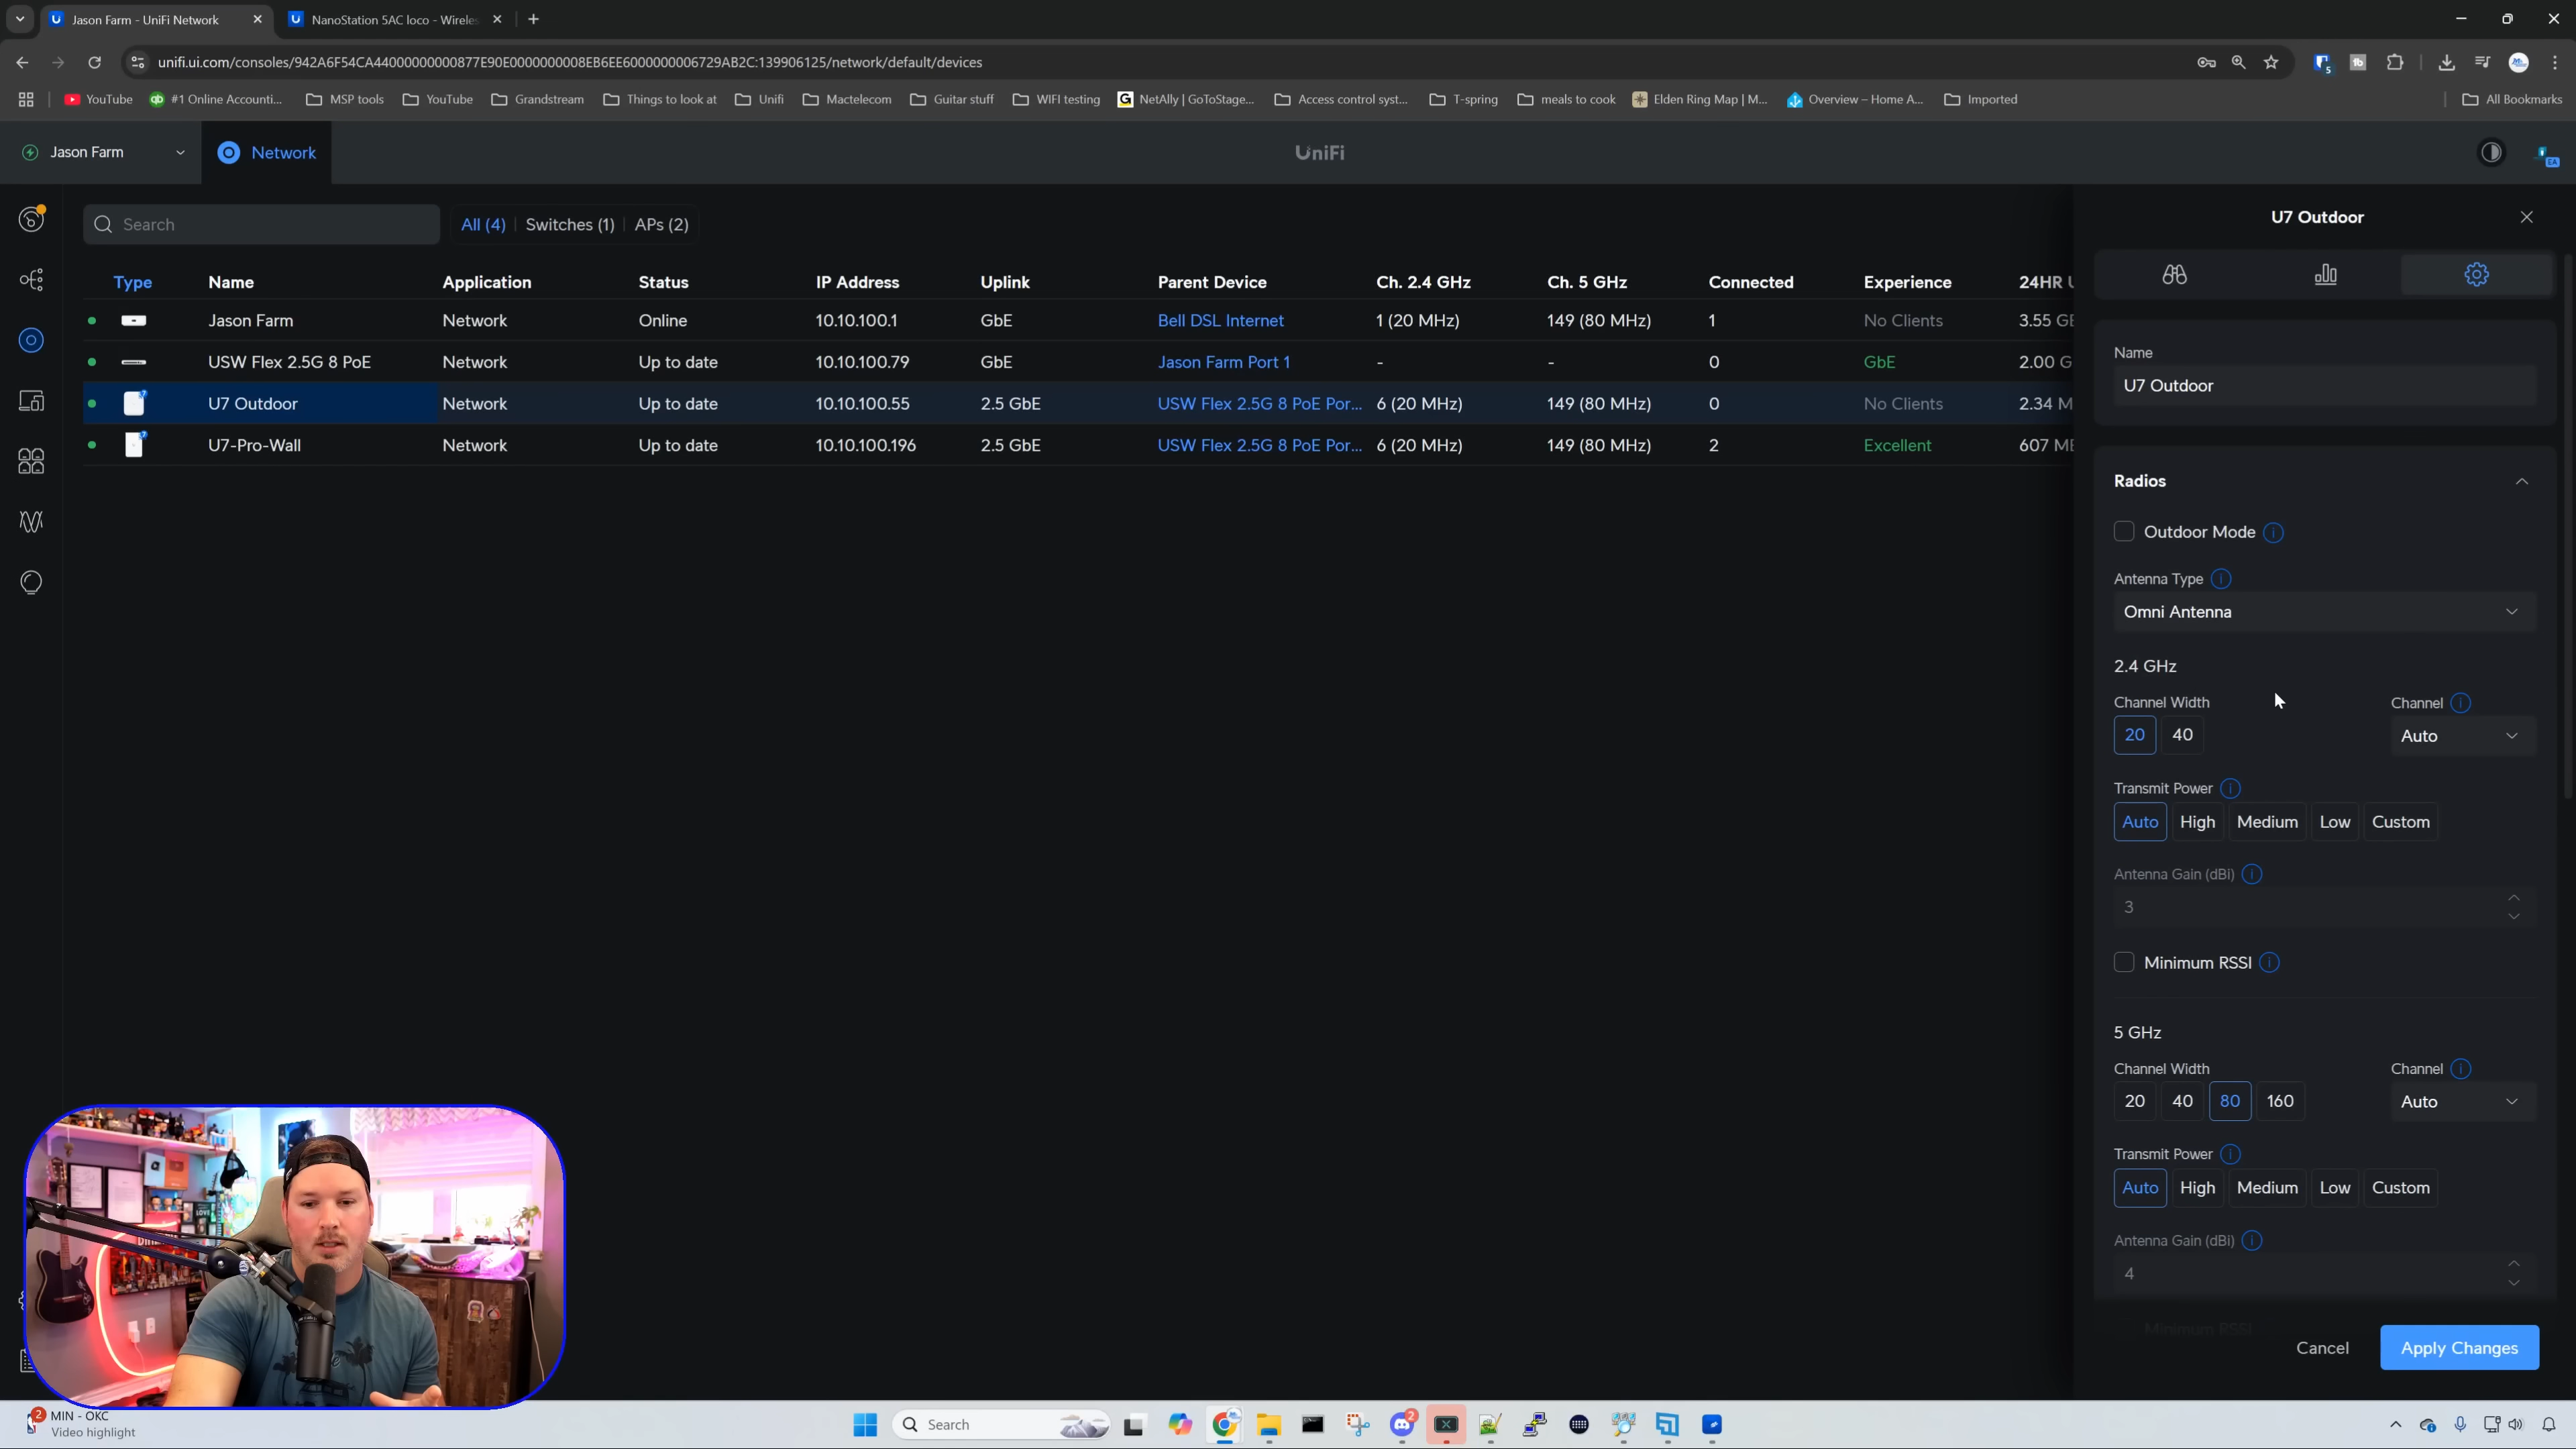 Jason Farm - UniFi Network
NanoStation 5AC loco - Wireles
unifi.ui.com/consoles/942A6F54CA44000000000877E90E0000000008EB6EE6000000006729AB2C:139906125/network/default/devices
YouTube
#1 Online Accounti...
MSP tools
YouTube
Grandstream
Things to look at
Unifi
Mactelecom
Guitar stuff
WIFI testing
NetAlly | GoToStage...
Access control syst...
T-spring
meals to cook
Elden Ring Map | M...
Overview – Home A...
Imported
All Bookmarks
Jason Farm
Network
UniFi
EA
Search
All (4) Switches (1) APs (2)
Type Name Application Status IP Address Uplink Parent Device Ch. 2.4 GHz Ch. 5 GHz Connected Experience 24HR U
Jason Farm Network Online 10.10.100.1 GbE Bell DSL Internet 1 (20 MHz) 149 (80 MHz) 1 No Clients 3.55 GE
USW Flex 2.5G 8 PoE Network Up to date 10.10.100.79 GbE Jason Farm Port 1 - - 0 GbE 2.00 G
U7 Outdoor Network Up to date 10.10.100.55 2.5 GbE USW Flex 2.5G 8 PoE Por... 6 (20 MHz) 149 (80 MHz) 0 No Clients 2.34 M
U7-Pro-Wall Network Up to date 10.10.100.196 2.5 GbE USW Flex 2.5G 8 PoE Por... 6 (20 MHz) 149 (80 MHz) 2 Excellent 607 ME
U7 Outdoor
Name
U7 Outdoor
Radios
Outdoor Mode
Antenna Type
Omni Antenna
2.4 GHz
Channel Width Channel
20 40 Auto
Transmit Power
Auto High Medium Low Custom
Antenna Gain (dBi)
3
Minimum RSSI
5 GHz
Channel Width Channel
20 40 80 160 Auto
Transmit Power
Auto High Medium Low Custom
Antenna Gain (dBi)
4
Minimum RSSI
Cancel Apply Changes
2
MIN - OKC
Video highlight
Search
2